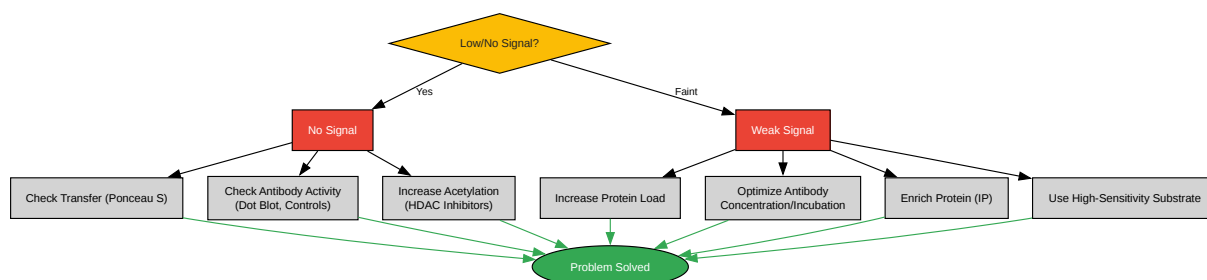 Low/No Signal?
Yes
Faint
No Signal
Weak Signal
Check Transfer (Ponceau S)
Check Antibody Activity
(Dot Blot, Controls)
Increase Acetylation
(HDAC Inhibitors)
Increase Protein Load
Optimize Antibody
Concentration/Incubation
Enrich Protein (IP)
Use High-Sensitivity Substrate
Problem Solved